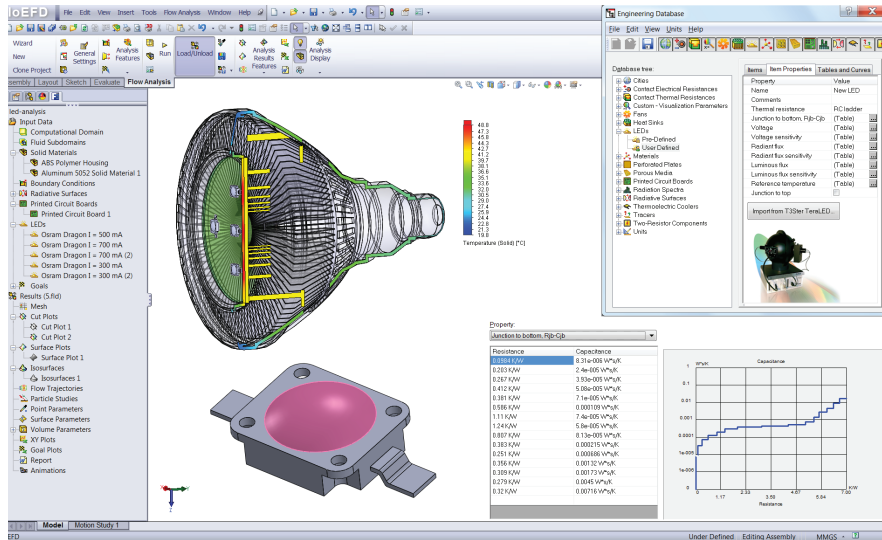 loEFD
File Edit View Insert Tools Flow Analysis Window Help
Wizard
New
Clone Project
General Settings
Analysis Features
Run
Load/Unload
Analysis Results Features
Analysis Display
sembly Layout Sketch Evaluate Flow Analysis
led-analysis
Input Data
Computational Domain
Fluid Subdomains
Solid Materials
ABS Polymer Housing
Aluminum 5052 Solid Material 1
Boundary Conditions
Radiative Surfaces
Printed Circuit Boards
Printed Circuit Board 1
LEDs
Osram Dragon I = 500 mA
Osram Dragon I = 700 mA
Osram Dragon I = 700 mA (2)
Osram Dragon I = 300 mA
Osram Dragon I = 300 mA (2)
Goals
Results (5.fld)
Mesh
Cut Plots
Cut Plot 1
Cut Plot 2
Surface Plots
Surface Plot 1
Isosurfaces
Isosurfaces 1
Flow Trajectories
Particle Studies
Point Parameters
Surface Parameters
Volume Parameters
XY Plots
Goal Plots
Report
Animations
48.8
47.3
45.8
44.2
42.7
41.2
39.7
38.1
36.6
35.1
33.6
32.0
30.5
29.0
27.4
25.9
24.4
22.8
21.3
19.8
Temperature (Solid) [°C]
Engineering Database
File Edit View Units Help
Database tree:
Cities
Contact Electrical Resistances
Contact Thermal Resistances
Custom - Visualization Parameters
Fans
Heat Sinks
LEDs
Pre-Defined
User Defined
Materials
Perforated Plates
Porous Media
Printed Circuit Boards
Radiation Spectra
Radiative Surfaces
Thermoelectric Coolers
Tracers
Two-Resistor Components
Units
Items Item Properties Tables and Curves
Property Value
Name New LED
Comments
Thermal resistance RC ladder
Junction to bottom, Rjb-Cjb (Table)
Voltage (Table)
Voltage sensitivity (Table)
Radiant flux (Table)
Radiant flux sensitivity (Table)
Luminous flux (Table)
Luminous flux sensitivity (Table)
Reference temperature (Table)
Junction to top
Import from T3Ster TeraLED...
Property:
Junction to bottom, Rjb-Cjb
Resistance Capacitance
0.0984 K/W 8.31e-006 W*s/K
0.203 K/W 2.4e-005 W*s/K
0.267 K/W 3.93e-005 W*s/K
0.412 K/W 5.08e-005 W*s/K
0.381 K/W 7.1e-005 W*s/K
0.586 K/W 0.000109 W*s/K
1.11 K/W 7.4e-005 W*s/K
1.24 K/W 5.8e-005 W*s/K
0.807 K/W 8.13e-005 W*s/K
0.383 K/W 0.000215 W*s/K
0.251 K/W 0.000686 W*s/K
0.356 K/W 0.00132 W*s/K
0.309 K/W 0.00173 W*s/K
0.279 K/W 0.0045 W*s/K
0.32 K/W 0.00716 W*s/K
W*s/K Capacitance
1
0.1
0.01
0.001
0.0001
1e-005
1e-006
0
0 1.17 2.33 3.50 4.67 5.84 7.00
K/W
Resistance
Model Motion Study 1
EFD
Under Defined Editing Assembly MMGS